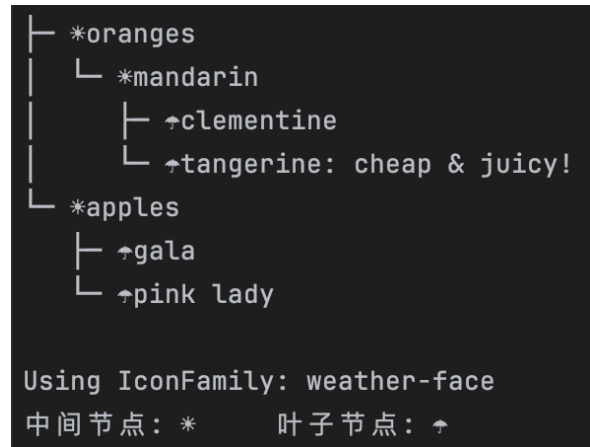 ├─ ☀oranges
│  └─ ☀mandarin
│     ├─ ☂clementine
│     └─ ☂tangerine: cheap & juicy!
└─ ☀apples
   ├─ ☂gala
   └─ ☂pink lady
Using IconFamily: weather-face
中间节点: ☀    叶子节点: ☂